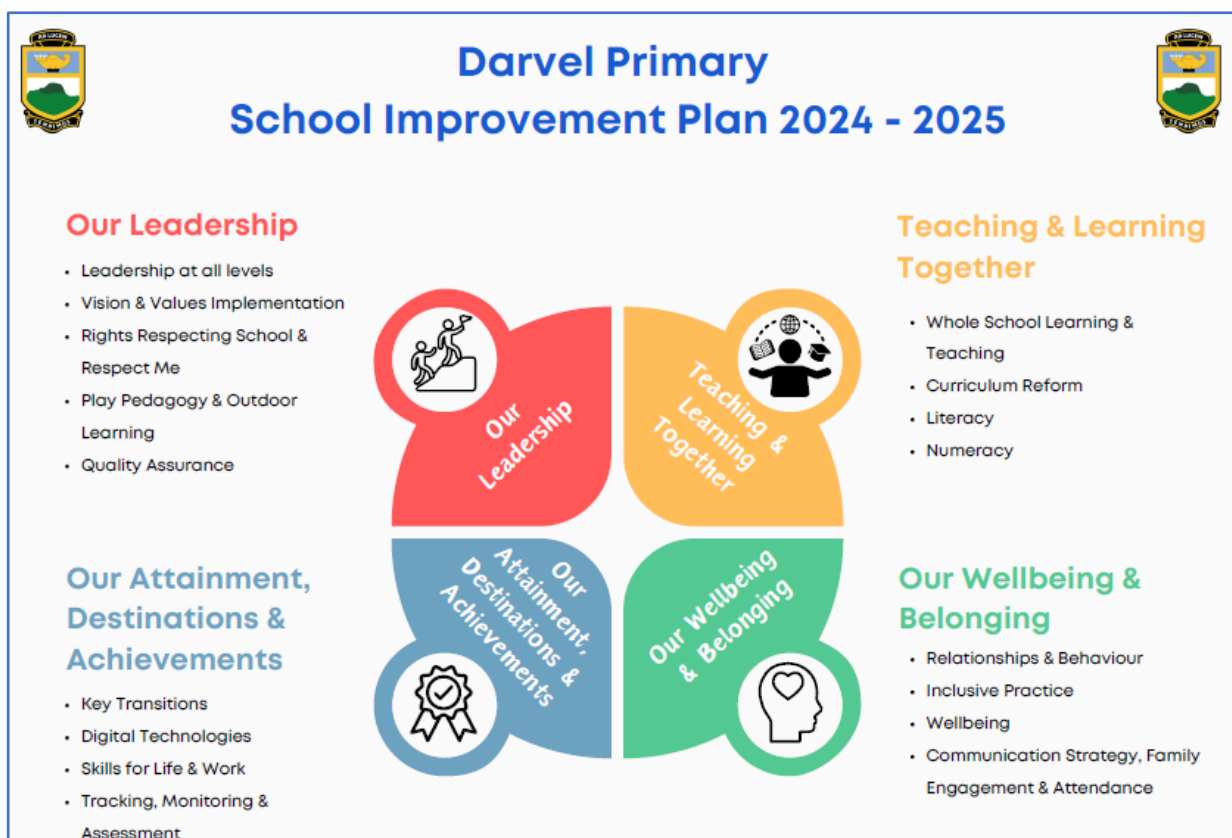 Darvel Primary
School Improvement Plan 2024 - 2025
Our Leadership
• Leadership at all levels
• Vision & Values Implementation
• Rights Respecting School &
Respect Me
• Play Pedagogy & Outdoor
Learning
• Quality Assurance
Teaching & Learning
Together
• Whole School Learning &
Teaching
• Curriculum Reform
• Literacy
• Numeracy
Our
Leadership
Teaching &
Learning
Together
Our
Attainment,
Destinations &
Achievements
Our Wellbeing
& Belonging
Our Attainment,
Destinations &
Achievements
• Key Transitions
• Digital Technologies
• Skills for Life & Work
• Tracking, Monitoring &
Assessment
Our Wellbeing &
Belonging
• Relationships & Behaviour
• Inclusive Practice
• Wellbeing
• Communication Strategy, Family
Engagement & Attendance